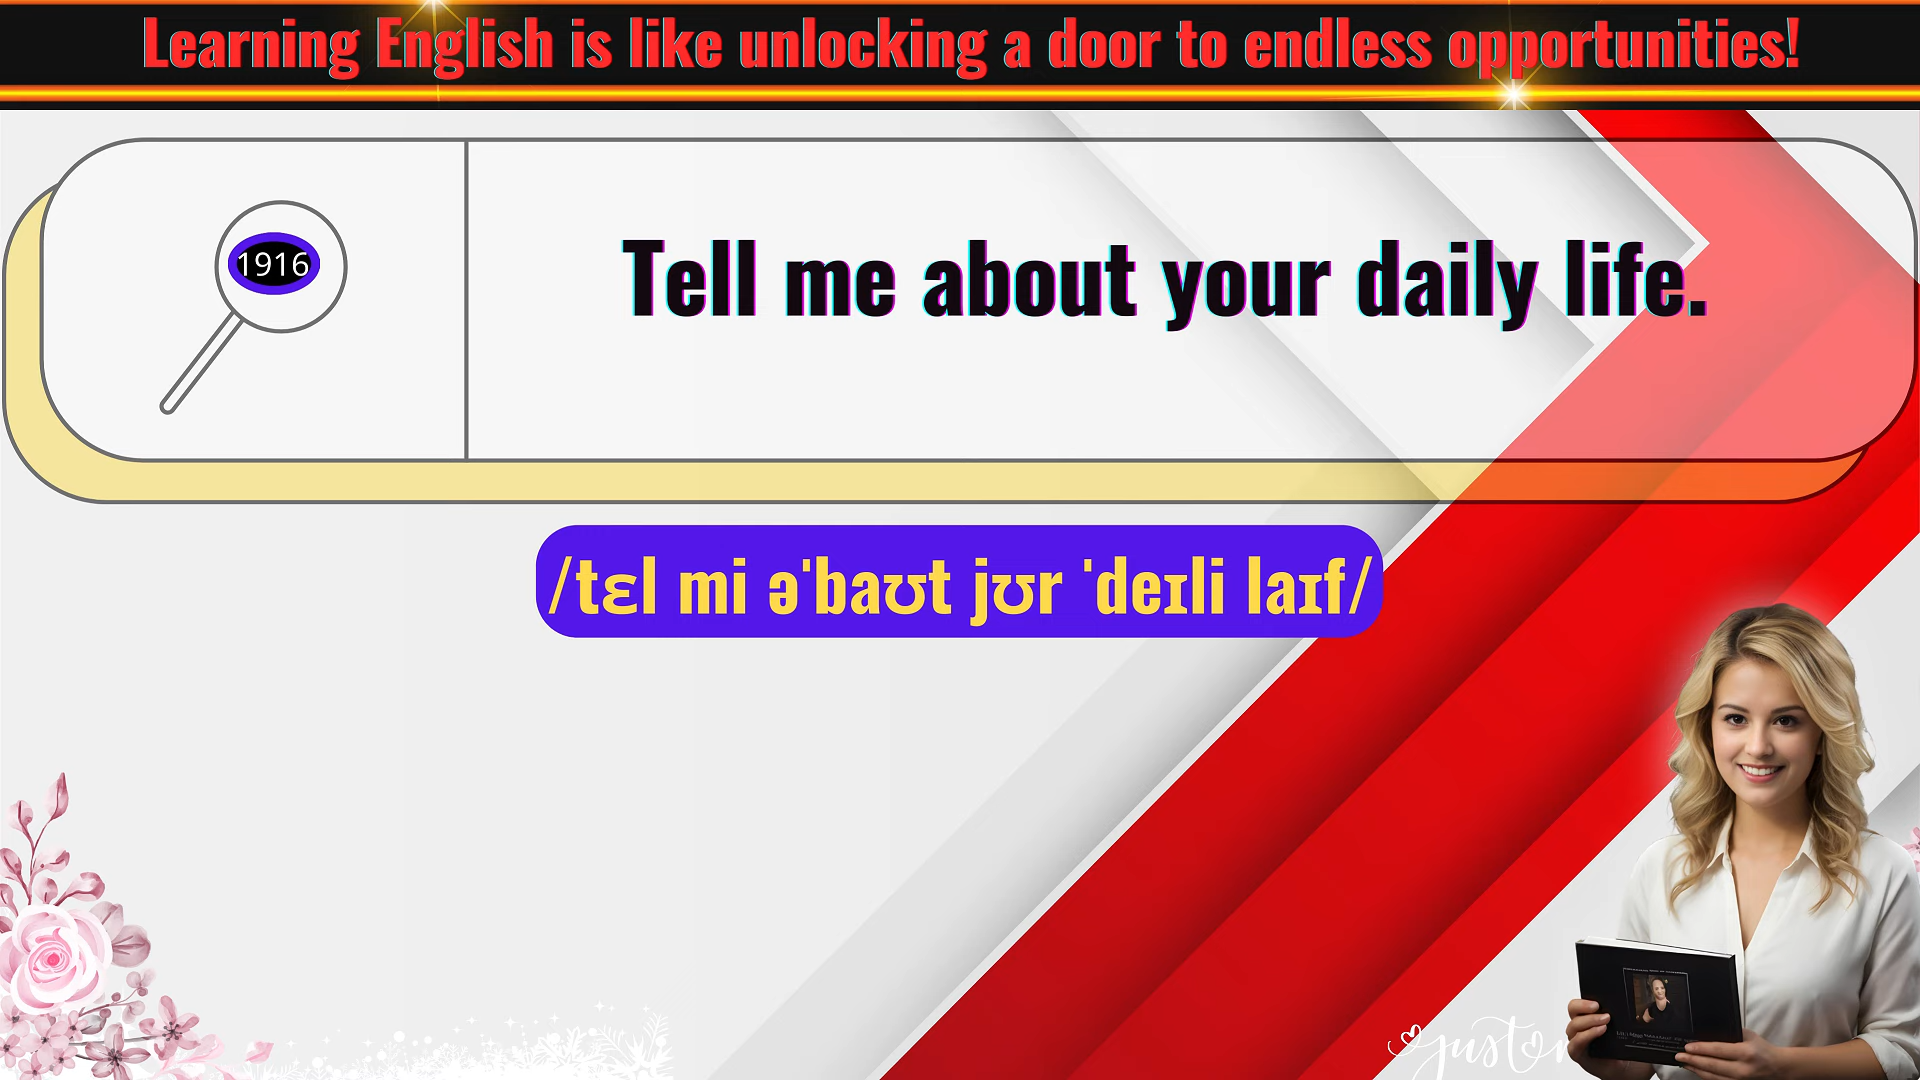 Learning English is like unlocking a door to endless opportunities!
1916
Tell me about your daily life.
/tɛl mi əˈbaʊt jʊr ˈdeɪli laɪf/